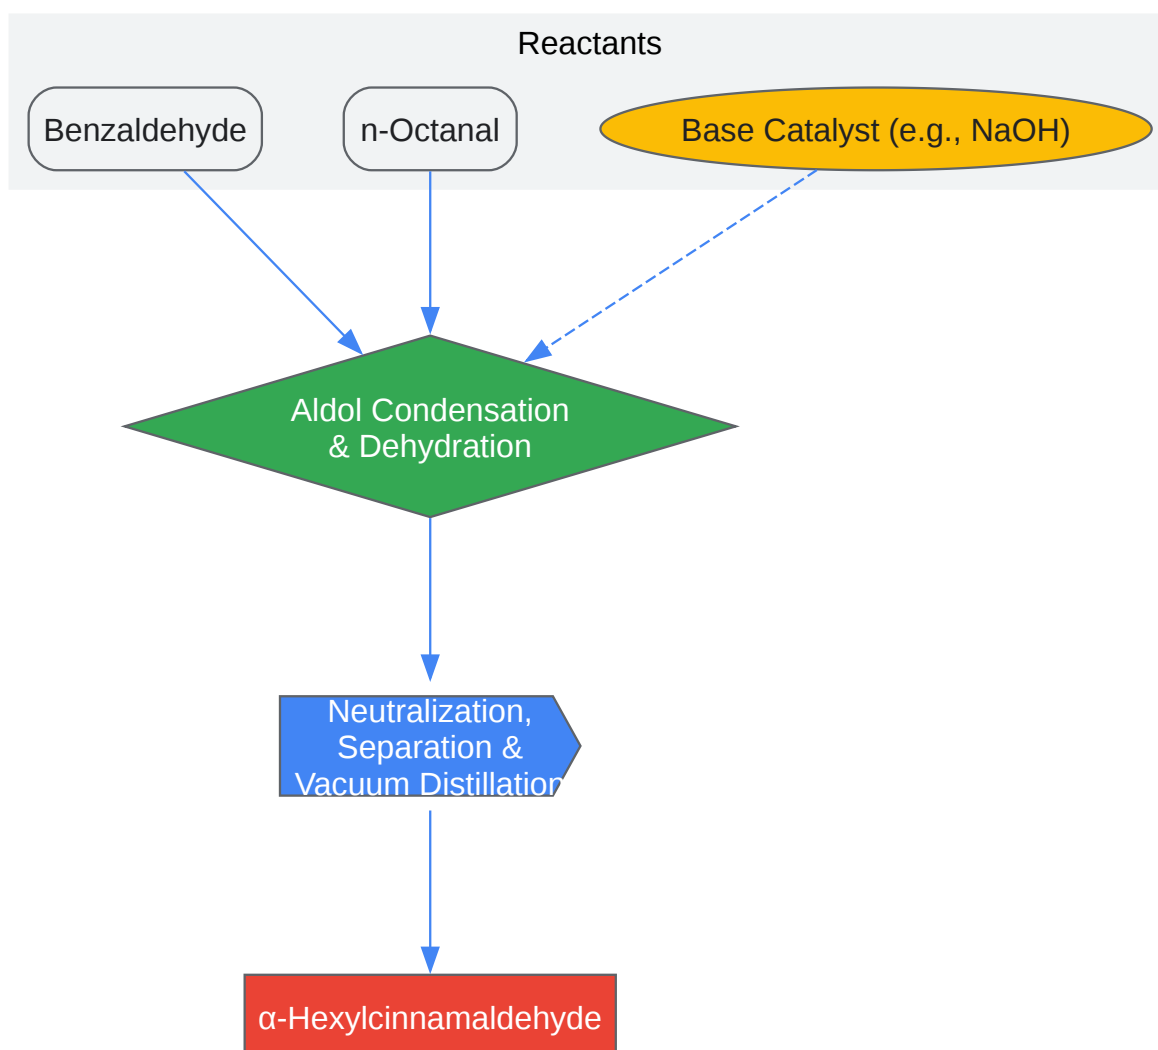 Reactants
Benzaldehyde
n-Octanal
Base Catalyst (e.g., NaOH)
Aldol Condensation
& Dehydration
Neutralization,
Separation &
Vacuum Distillation
α-Hexylcinnamaldehyde